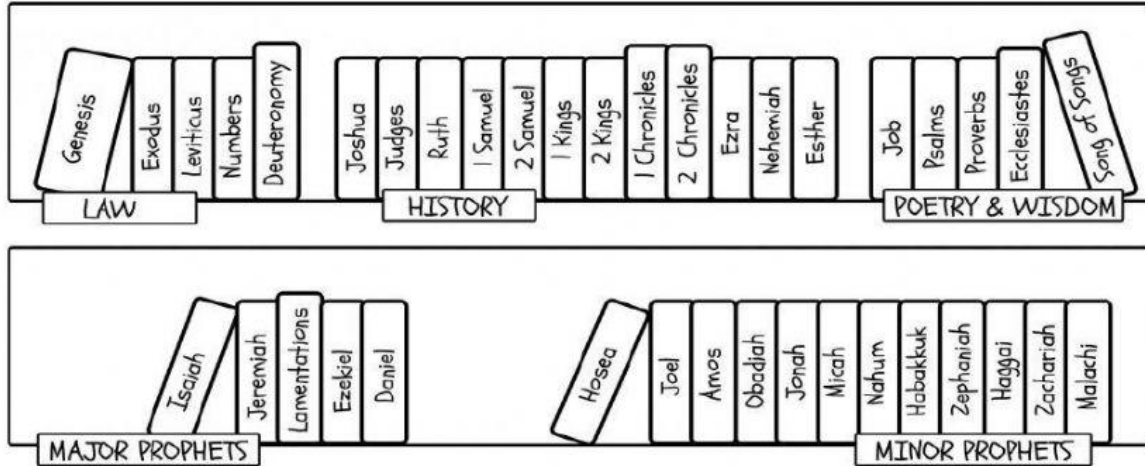 Genesis
Exodus
Leviticus
Numbers
Deuteronomy
Joshua
Judges
Ruth
1 Samuel
2 Samuel
1 Kings
2 Kings
1 Chronicles
2 Chronicles
Ezra
Nehemiah
Esther
Job
Psalms
Proverbs
Ecclesiastes
Song of Songs
LAW
HISTORY
POETRY & WISDOM
Isaiah
Jeremiah
Lamentations
Ezekiel
Daniel
Hosea
Joel
Amos
Obadiah
Jonah
Micah
Nahum
Habakkuk
Zephaniah
Haggai
Zachariah
Malachi
MAJOR PROPHETS
MINOR PROPHETS